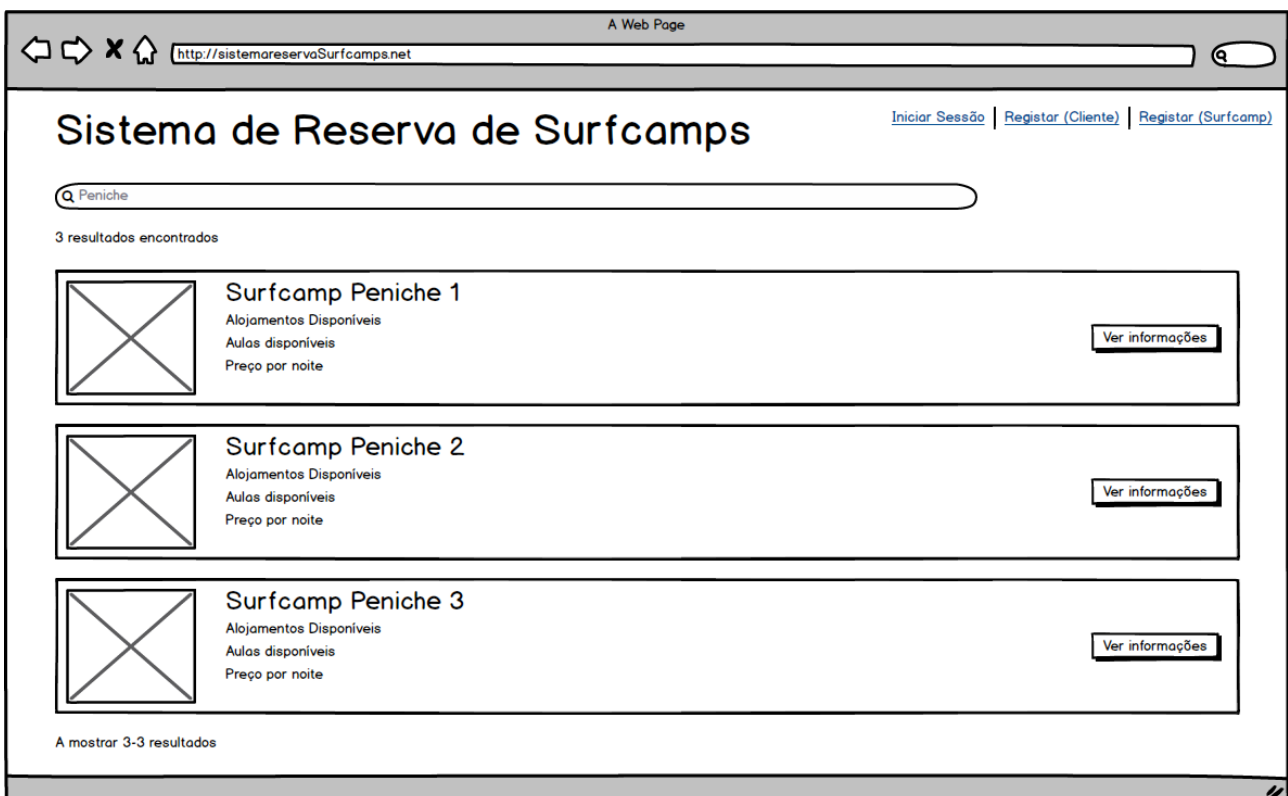 A Web Page
http://sistemareservaSurfcamps.net
Iniciar Sessão
Registar (Cliente)
Registar (Surfcamp)
Sistema de Reserva de Surfcamps
Peniche
3 resultados encontrados
Surfcamp Peniche 1
Alojamentos Disponíveis
Aulas disponíveis
Preço por noite
Ver informações
Surfcamp Peniche 2
Alojamentos Disponíveis
Aulas disponíveis
Preço por noite
Ver informações
Surfcamp Peniche 3
Alojamentos Disponíveis
Aulas disponíveis
Preço por noite
Ver informações
A mostrar 3-3 resultados